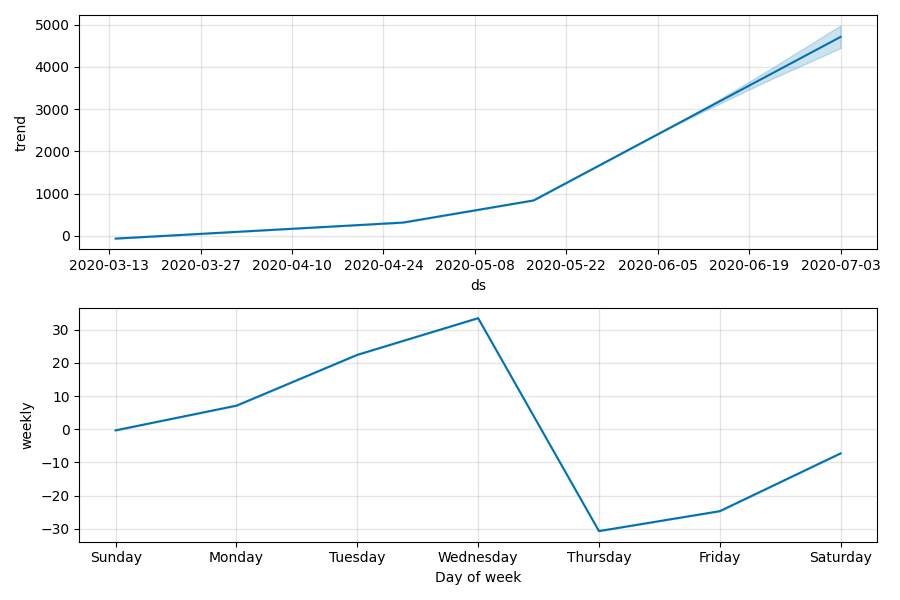 5000
4000
3000
2000
1000
0
trend
2020-03-13 2020-03-27 2020-04-10 2020-04-24 2020-05-08 2020-05-22 2020-06-05 2020-06-19 2020-07-03
ds
30
20
10
0
−10
−20
−30
weekly
Sunday Monday Tuesday Wednesday Thursday Friday Saturday
Day of week